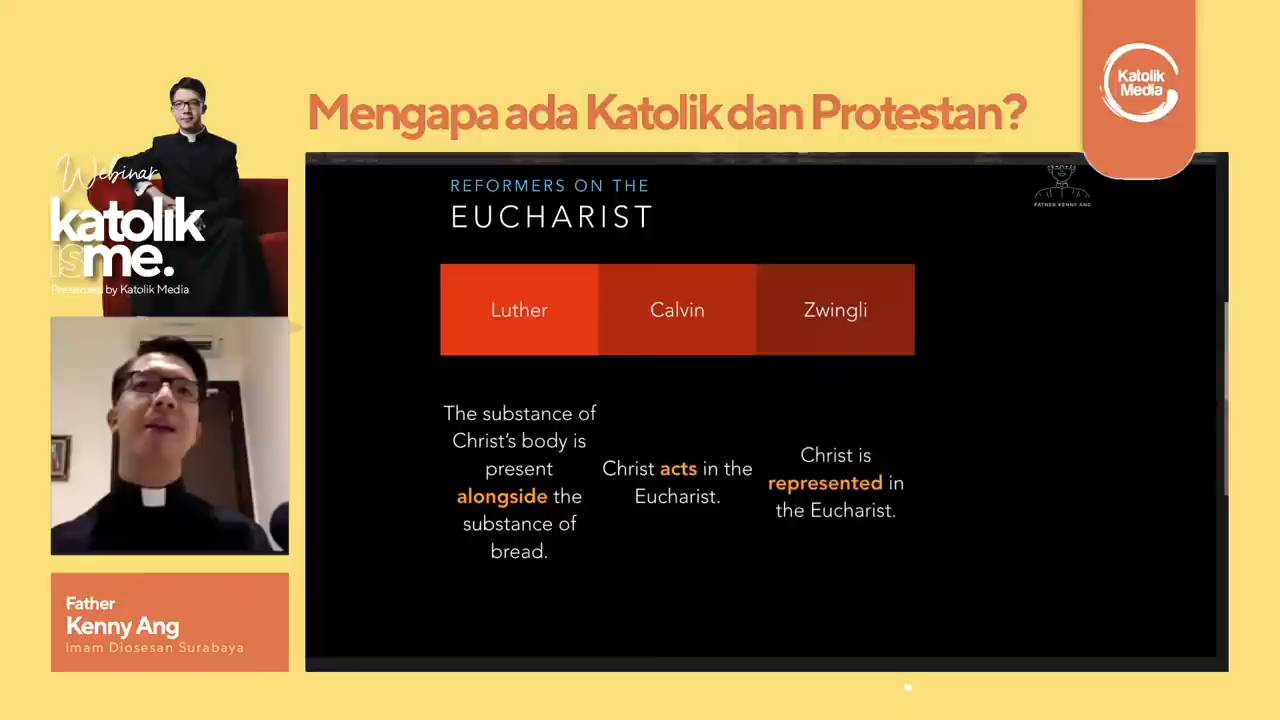 Mengapa ada Katolik dan Protestan?
Katolik
Media
Webinar
katolik
isme.
Presented by Katolik Media
REFORMERS ON THE
EUCHARIST
FATHER KENNY ANG
Luther
Calvin
Zwingli
The substance of
Christ's body is
present
alongside the
substance of
bread.
Christ acts in the
Eucharist.
Christ is
represented in
the Eucharist.
Father
Kenny Ang
Imam Diosesan Surabaya